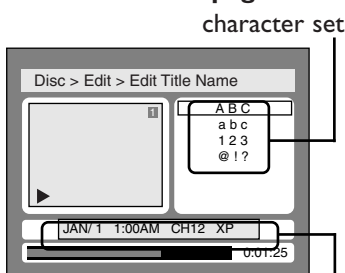 character set
Disc > Edit > Edit Title Name
1
A B C
a b c
1 2 3
@ ! ?
JAN/ 1 1:00AM CH12 XP
0:01:25